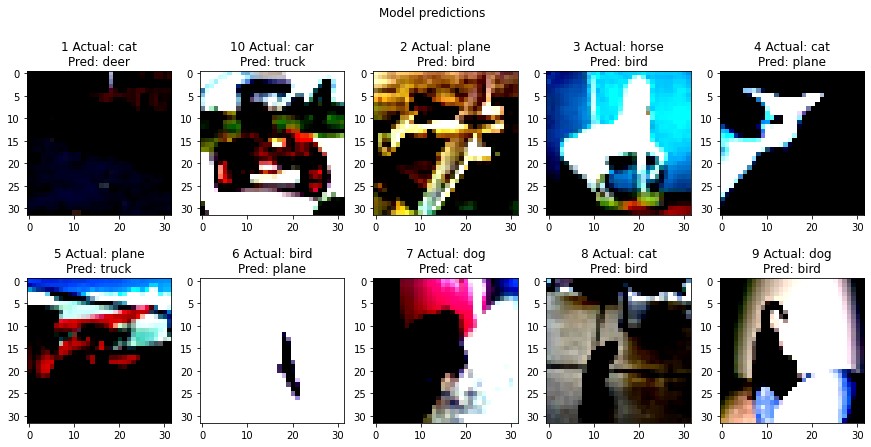 Model predictions
1 Actual: cat
Pred: deer
10 Actual: car
Pred: truck
2 Actual: plane
Pred: bird
3 Actual: horse
Pred: bird
4 Actual: cat
Pred: plane
0
5
10
15
20
25
30
0 10 20 30
0
5
10
15
20
25
30
0 10 20 30
0
5
10
15
20
25
30
0 10 20 30
0
5
10
15
20
25
30
0 10 20 30
0
5
10
15
20
25
30
0 10 20 30
5 Actual: plane
Pred: truck
6 Actual: bird
Pred: plane
7 Actual: dog
Pred: cat
8 Actual: cat
Pred: bird
9 Actual: dog
Pred: bird
0
5
10
15
20
25
30
0 10 20 30
0
5
10
15
20
25
30
0 10 20 30
0
5
10
15
20
25
30
0 10 20 30
0
5
10
15
20
25
30
0 10 20 30
0
5
10
15
20
25
30
0 10 20 30